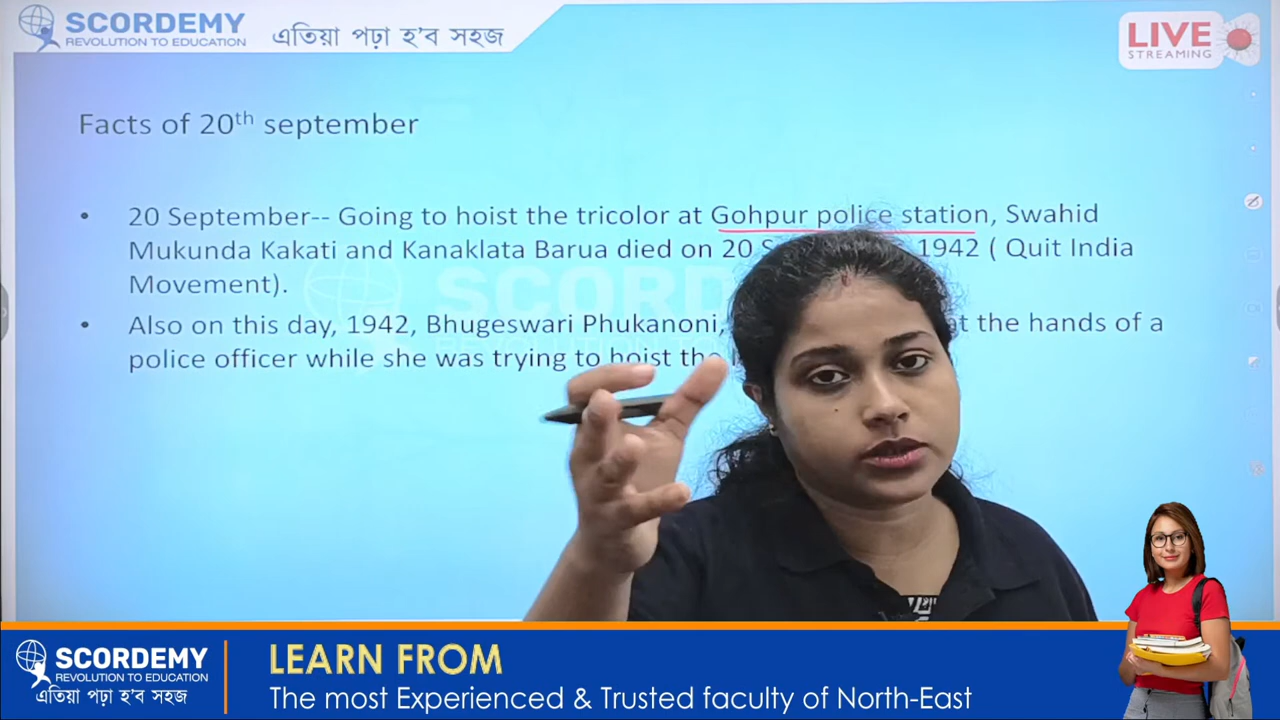 SCORDEMY
REVOLUTION TO EDUCATION
এতিয়া পঢ়া হ'ব সহজ
LIVE
STREAMING
Facts of 20th september
• 20 September-- Going to hoist the tricolor at Gohpur police station, Swahid
Mukunda Kakati and Kanaklata Barua died on 20 1942 ( Quit India
Movement).
• Also on this day, 1942, Bhugeswari Phukanoni, the hands of a
police officer while she was trying to hoist the
SCORDEMY
REVOLUTION TO EDUCATION
এতিয়া পঢ়া হ'ব সহজ
LEARN FROM
The most Experienced & Trusted faculty of North-East